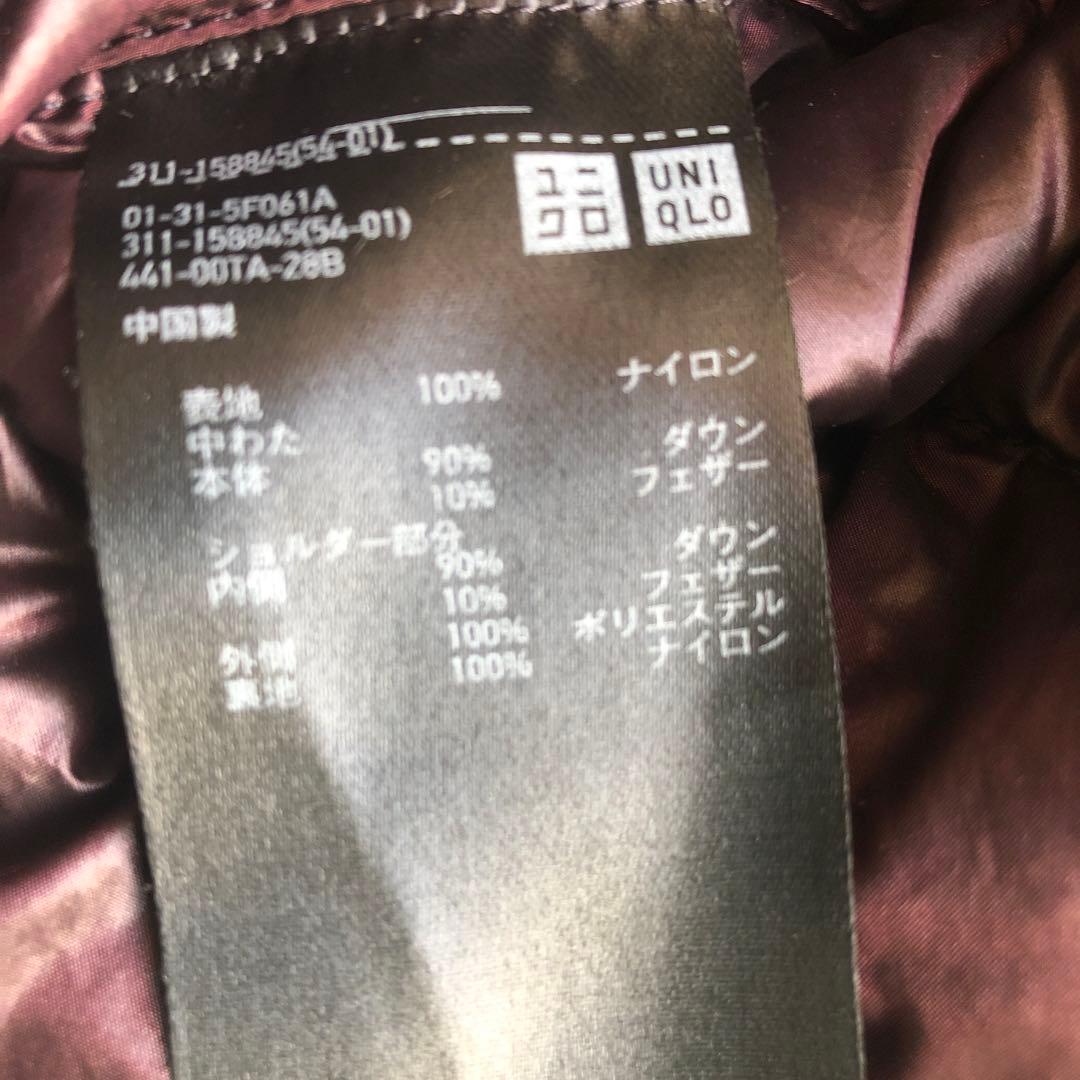 311-158845(54-01)
01-31-5F061A
311-158845(54-01)
441-00TA-28B
ユニクロ
UNIQLO
中国製
表地 100% ナイロン
中わた
本体 90% ダウン
10% フェザー
ショルダー部分
内側 90% ダウン
10% フェザー
外側 100% ポリエステル
裏地 100% ナイロン